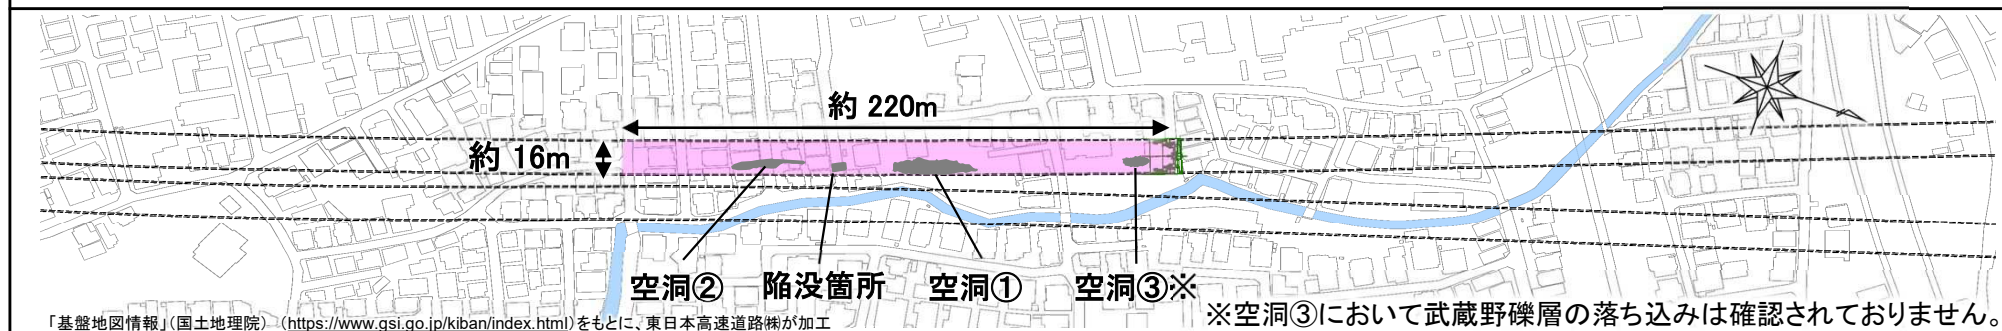 約 220m
約 16m
空洞②
陥没箇所
空洞①
空洞③※
※空洞③において武蔵野礫層の落ち込みは確認されておりません。
「基盤地図情報」(国土地理院) (https://www.gsi.go.jp/kiban/index.html)をもとに、東日本高速道路㈱が加工